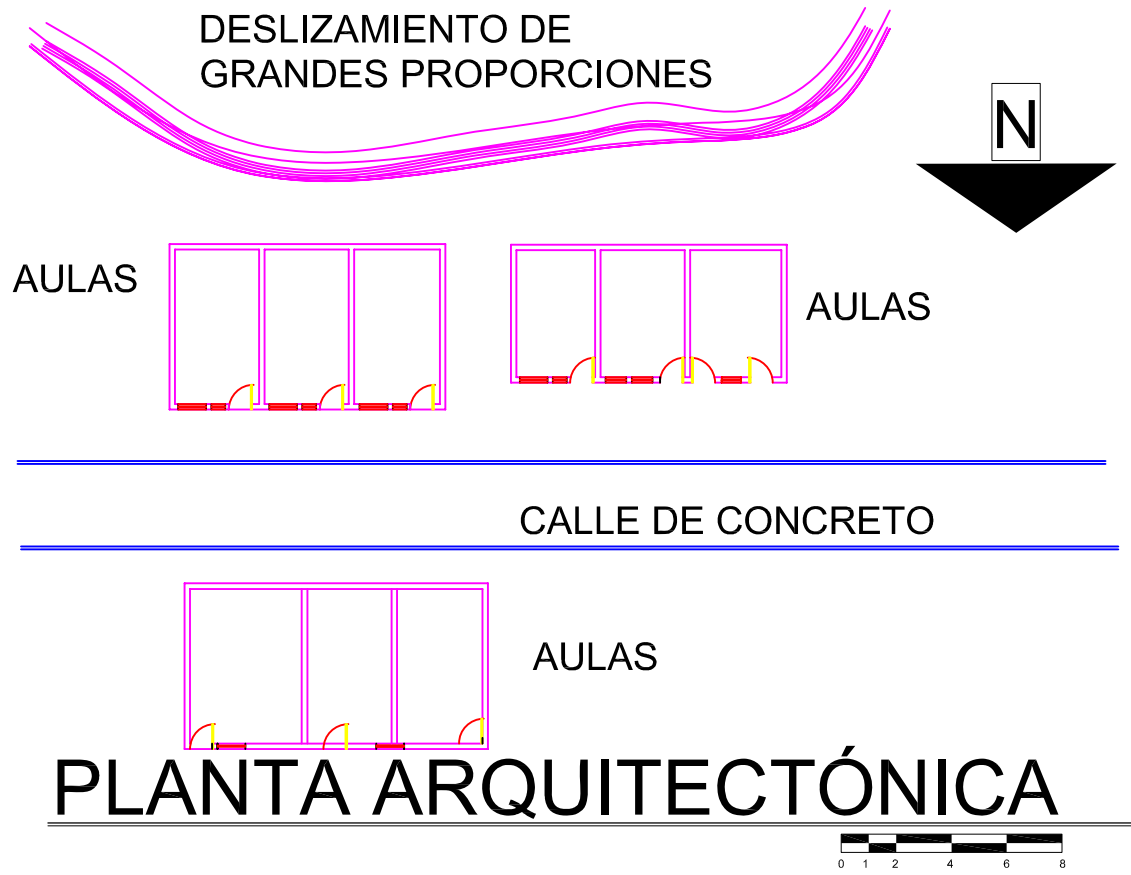 DESLIZAMIENTO DE
GRANDES PROPORCIONES
N
AULAS
AULAS
CALLE DE CONCRETO
AULAS
PLANTA ARQUITECTÓNICA
0 1 2 4 6 8